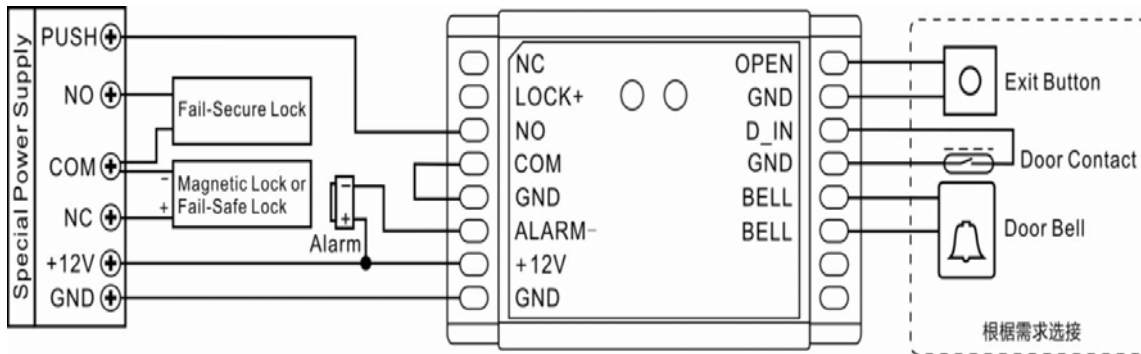 Special Power Supply
PUSH
NO
COM
NC
+12V
GND
Fail-Secure Lock
- Magnetic Lock or
+ Fail-Safe Lock
-
+
Alarm
NC
LOCK+
NO
COM
GND
ALARM-
+12V
GND
OPEN
GND
D_IN
GND
BELL
BELL
Exit Button
Door Contact
Door Bell
根椐需求选接